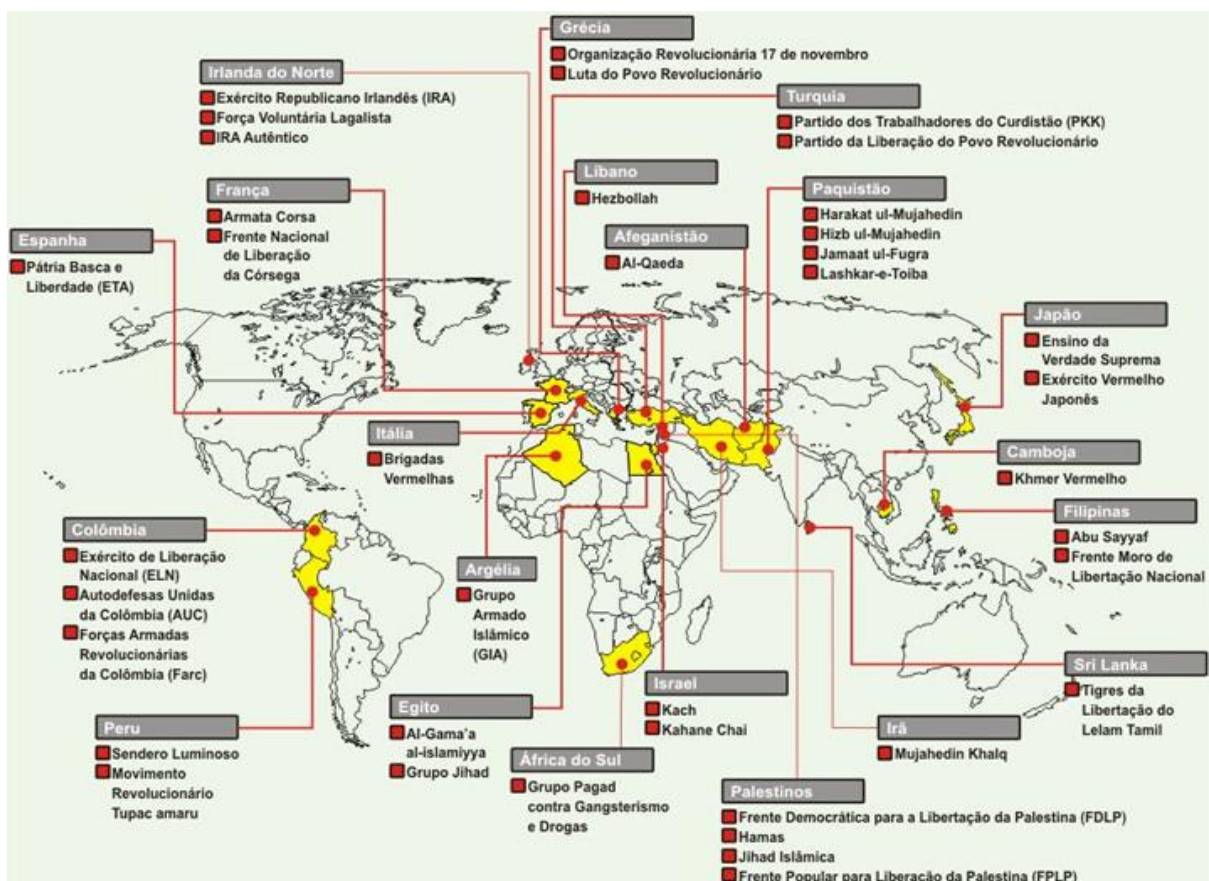 Grécia
Organização Revolucionária 17 de novembro
Luta do Povo Revolucionário
Irlanda do Norte
Exército Republicano Irlandês (IRA)
Força Voluntária Lagalista
IRA Autêntico
Turquia
Partido dos Trabalhadores do Curdistão (PKK)
Partido da Liberação do Povo Revolucionário
Líbano
Hezbollah
França
Armata Corsa
Frente Nacional
de Liberação
da Córsega
Paquistão
Harakat ul-Mujahedin
Hizb ul-Mujahedin
Jamaat ul-Fugra
Lashkar-e-Toiba
Afeganistão
Al-Qaeda
Espanha
Pátria Basca e
Liberdade (ETA)
Japão
Ensino da
Verdade Suprema
Exército Vermelho
Japonês
Itália
Brigadas
Vermelhas
Camboja
Khmer Vermelho
Filipinas
Abu Sayyaf
Frente Moro de
Libertação Nacional
Colômbia
Exército de Liberação
Nacional (ELN)
Autodefesas Unidas
da Colômbia (AUC)
Forças Armadas
Revolucionárias
da Colômbia (Farc)
Argélia
Grupo
Armado
Islâmico
(GIA)
Sri Lanka
Tigres da
Libertação do
Lelam Tamil
Israel
Kach
Kahane Chai
Egito
Al-Gama'a
al-islamiyya
Grupo Jihad
Peru
Sendero Luminoso
Movimento
Revolucionário
Tupac amaru
Irã
Mujahedin Khalq
África do Sul
Grupo Pagad
contra Gangsterismo
e Drogas
Palestinos
Frente Democrática para a Libertação da Palestina (FDLP)
Hamas
Jihad Islâmica
Frente Popular para Liberação da Palestina (FPLP)